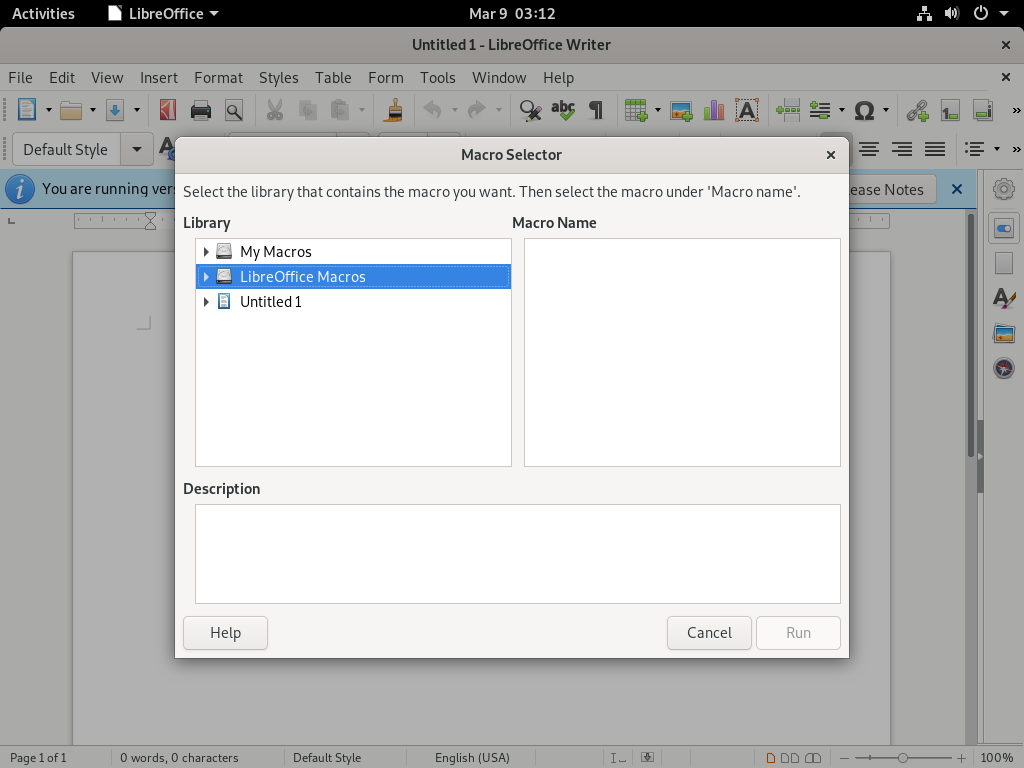 Activities
LibreOffice
Mar 9 03:12
Untitled 1 - LibreOffice Writer
File Edit View Insert Format Styles Table Form Tools Window Help
Default Style
Macro Selector
You are running
ease Notes
Select the library that contains the macro you want. Then select the macro under 'Macro name'.
Library
Macro Name
My Macros
LibreOffice Macros
Untitled 1
Description
Help
Cancel
Run
Page 1 of 1
0 words, 0 characters
Default Style
English (USA)
100%